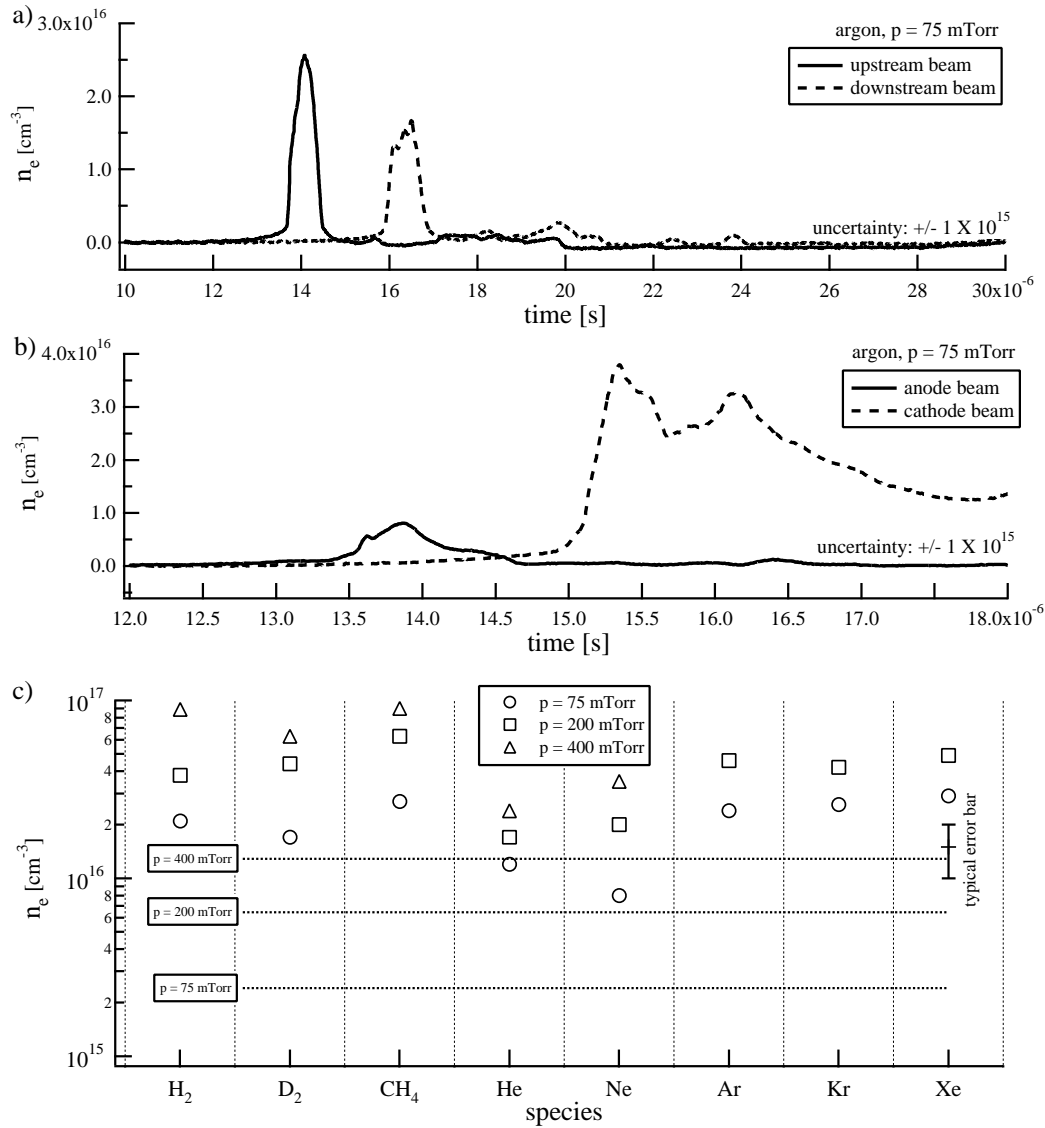 a)
argon, p = 75 mTorr
upstream beam
downstream beam
3.0x10^16
2.0
1.0
0.0
n_e [cm^-3]
uncertainty: +/- 1 X 10^15
10 12 14 16 18 20 22 24 26 28 30x10^-6
time [s]
b)
argon, p = 75 mTorr
anode beam
cathode beam
4.0x10^16
3.0
2.0
1.0
0.0
n_e [cm^-3]
uncertainty: +/- 1 X 10^15
12.0 12.5 13.0 13.5 14.0 14.5 15.0 15.5 16.0 16.5 17.0 18.0x10^-6
time [s]
c)
p = 75 mTorr
p = 200 mTorr
p = 400 mTorr
10^17
8
6
4
2
10^16
8
6
4
2
10^15
n_e [cm^-3]
p = 400 mTorr
p = 200 mTorr
p = 75 mTorr
typical error bar
H_2 D_2 CH_4 He Ne Ar Kr Xe
species